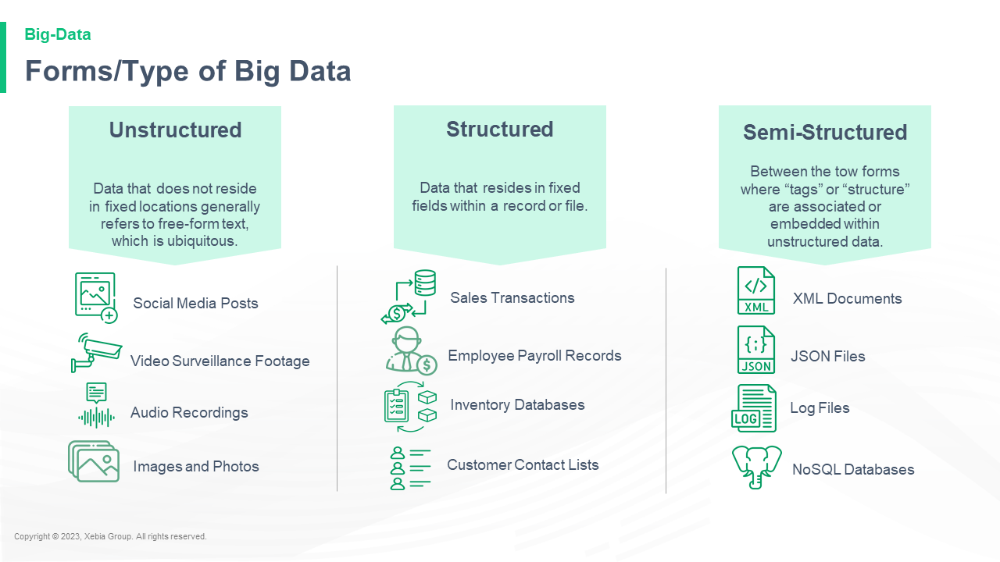 Big-Data
Forms/Type of Big Data
Unstructured
Data that does not reside
in fixed locations generally
refers to free-form text,
which is ubiquitous.
Social Media Posts
Video Surveillance Footage
Audio Recordings
Images and Photos
Structured
Data that resides in fixed
fields within a record or file.
Sales Transactions
Employee Payroll Records
Inventory Databases
Customer Contact Lists
Semi-Structured
Between the tow forms
where “tags” or “structure”
are associated or
embedded within
unstructured data.
</>
XML
XML Documents
{:}
JSON
JSON Files
LOG
Log Files
NoSQL Databases
Copyright © 2023, Xebia Group. All rights reserved.